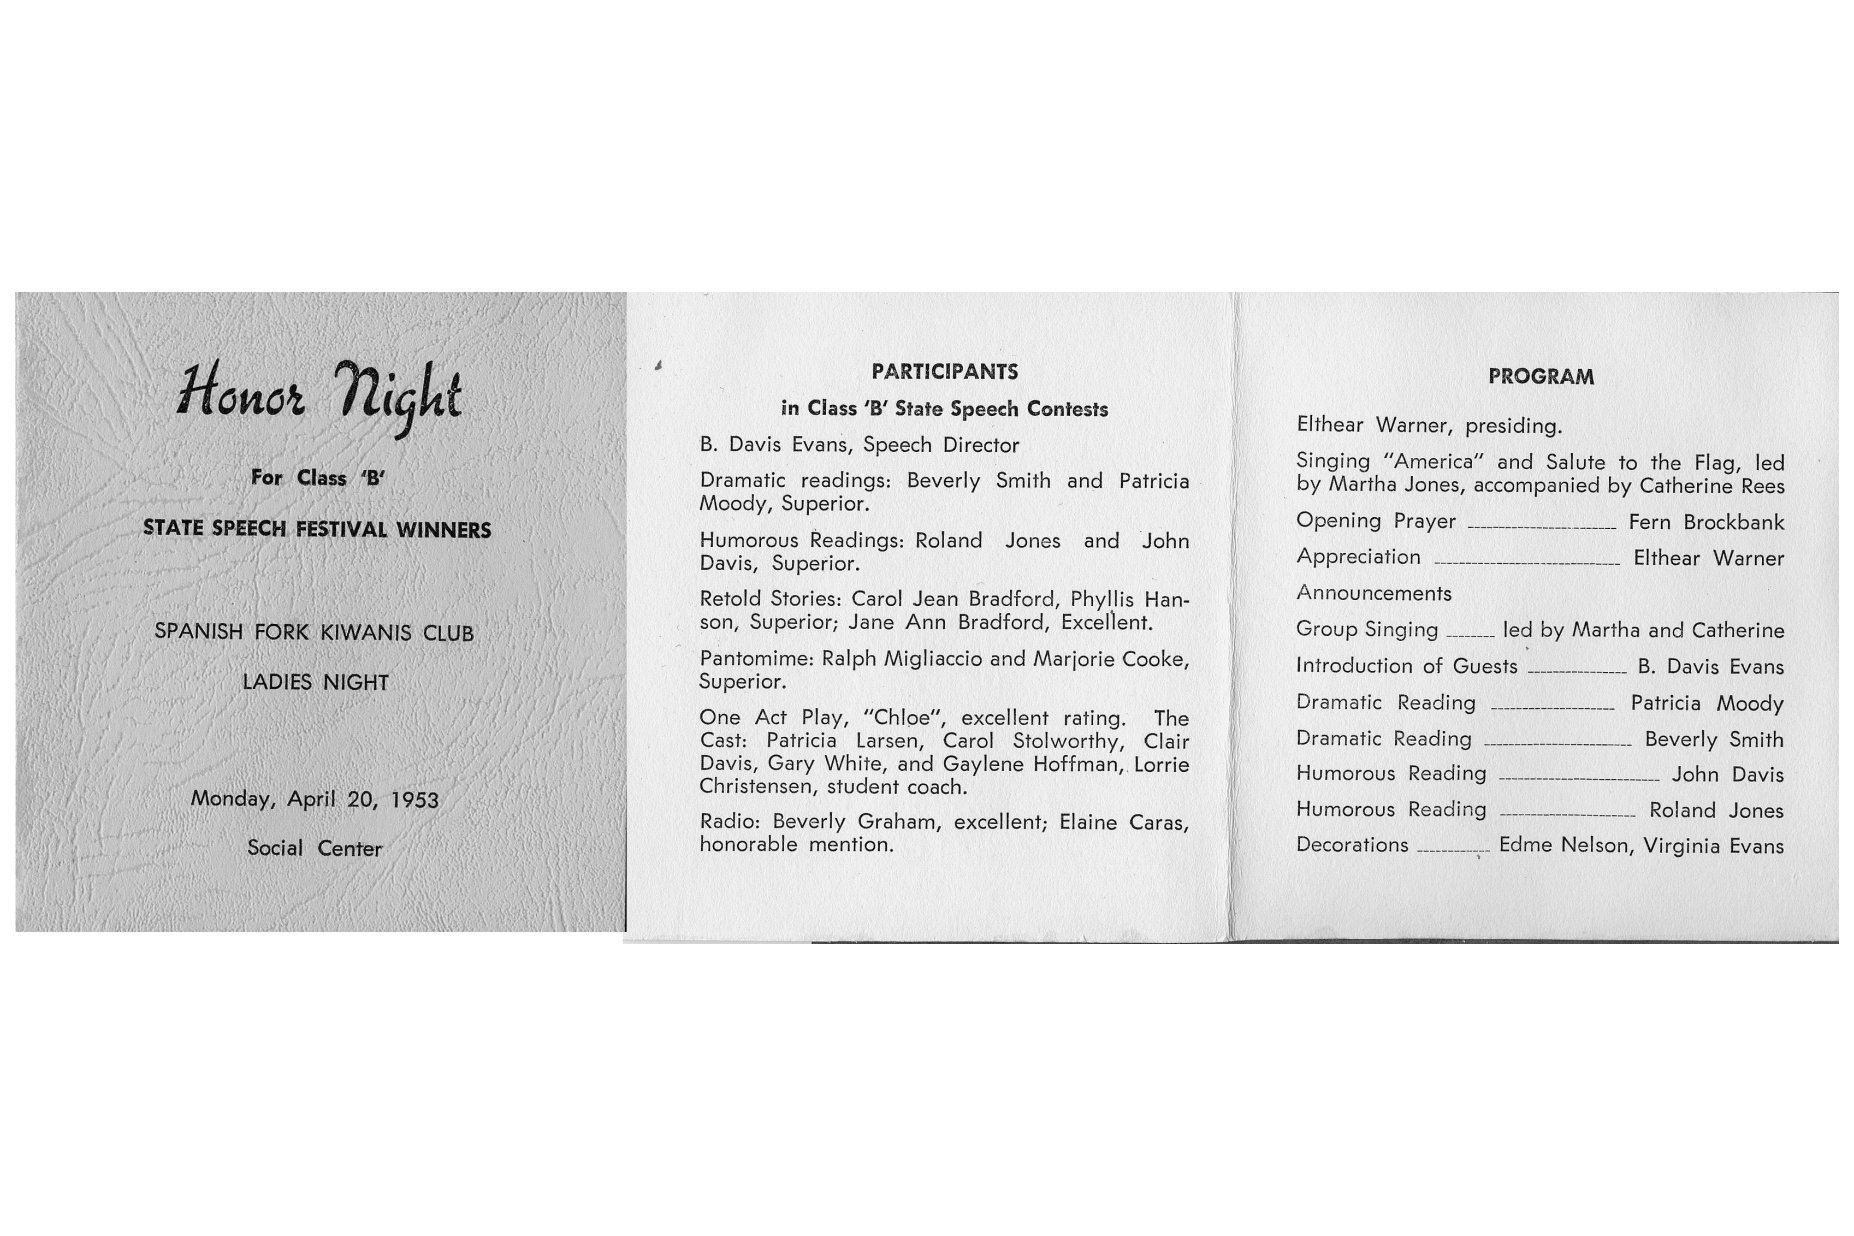 Honor Night
For Class 'B'
STATE SPEECH FESTIVAL WINNERS
SPANISH FORK KIWANIS CLUB
LADIES NIGHT
Monday, April 20, 1953
Social Center
PARTICIPANTS
in Class 'B' State Speech Contests
B. Davis Evans, Speech Director
Dramatic readings: Beverly Smith and Patricia
Moody, Superior.
Humorous Readings: Roland Jones and John
Davis, Superior.
Retold Stories: Carol Jean Bradford, Phyllis Han-
son, Superior; Jane Ann Bradford, Excellent.
Pantomime: Ralph Migliaccio and Marjorie Cooke,
Superior.
One Act Play, "Chloe", excellent rating. The
Cast: Patricia Larsen, Carol Stolworthy, Clair
Davis, Gary White, and Gaylene Hoffman, Lorrie
Christensen, student coach.
Radio: Beverly Graham, excellent; Elaine Caras,
honorable mention.
PROGRAM
Elthear Warner, presiding.
Singing "America" and Salute to the Flag, led
by Martha Jones, accompanied by Catherine Rees
Opening Prayer ---------- Fern Brockbank
Appreciation ---------- Elthear Warner
Announcements
Group Singing ---------- led by Martha and Catherine
Introduction of Guests ---------- B. Davis Evans
Dramatic Reading ---------- Patricia Moody
Dramatic Reading ---------- Beverly Smith
Humorous Reading ---------- John Davis
Humorous Reading ---------- Roland Jones
Decorations ---------- Edme Nelson, Virginia Evans